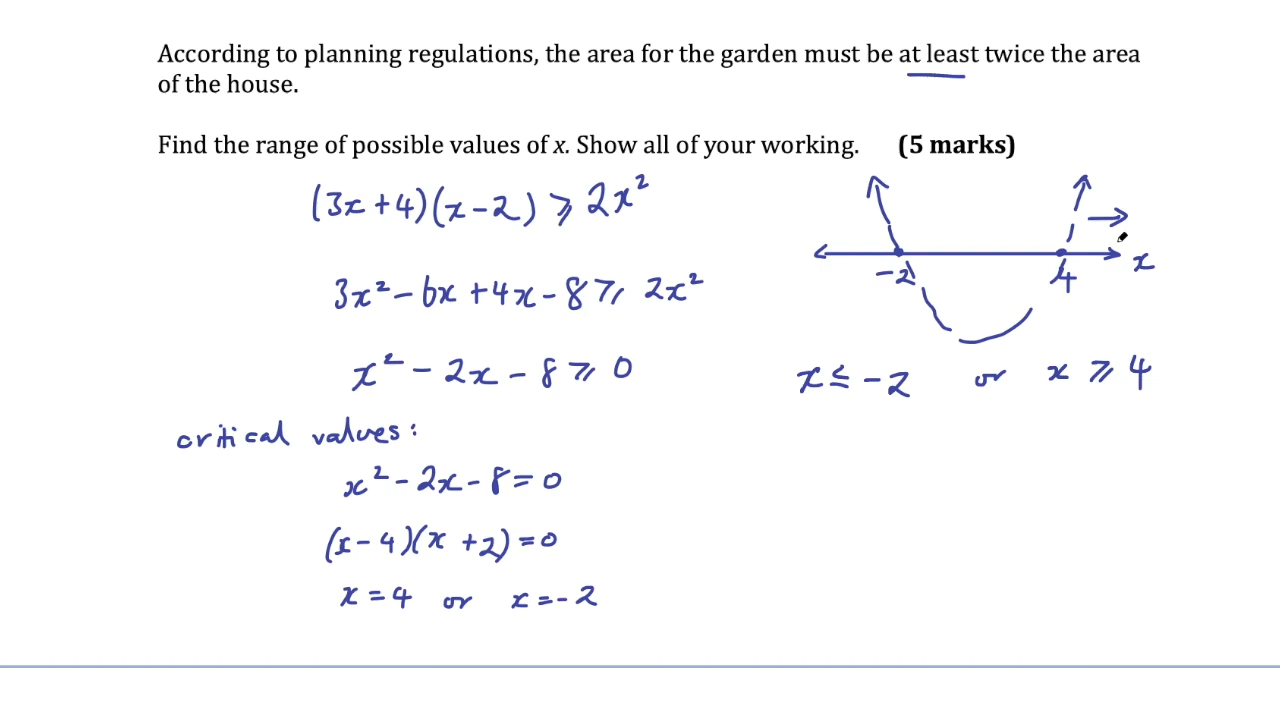 According to planning regulations, the area for the garden must be at least twice the area
of the house.
Find the range of possible values of x. Show all of your working. (5 marks)
(3x+4)(x-2) ⩾ 2x²
3x² - 6x + 4x - 8 ⩾ 2x²
x² - 2x - 8 ⩾ 0
critical values:
x² - 2x - 8 = 0
(x - 4)(x + 2) = 0
x = 4 or x = -2
-2 4 x
x ≤ -2 or x ⩾ 4